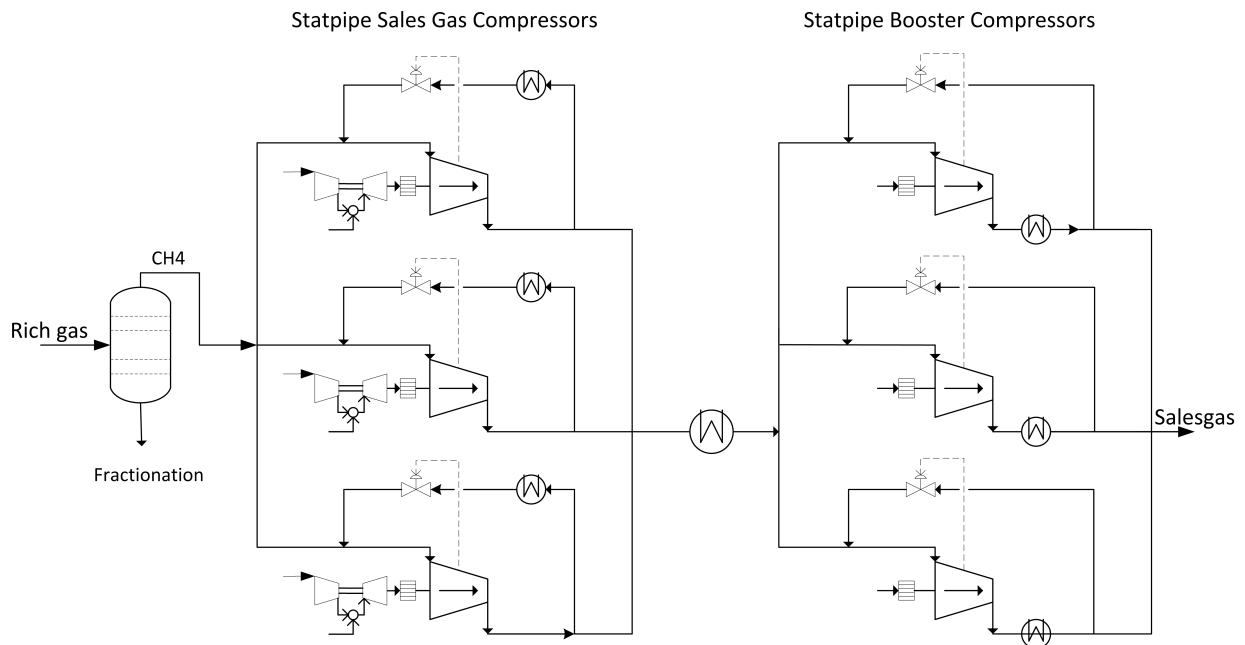 Statpipe Sales Gas Compressors
Statpipe Booster Compressors
CH4
Rich gas
Fractionation
Salesgas